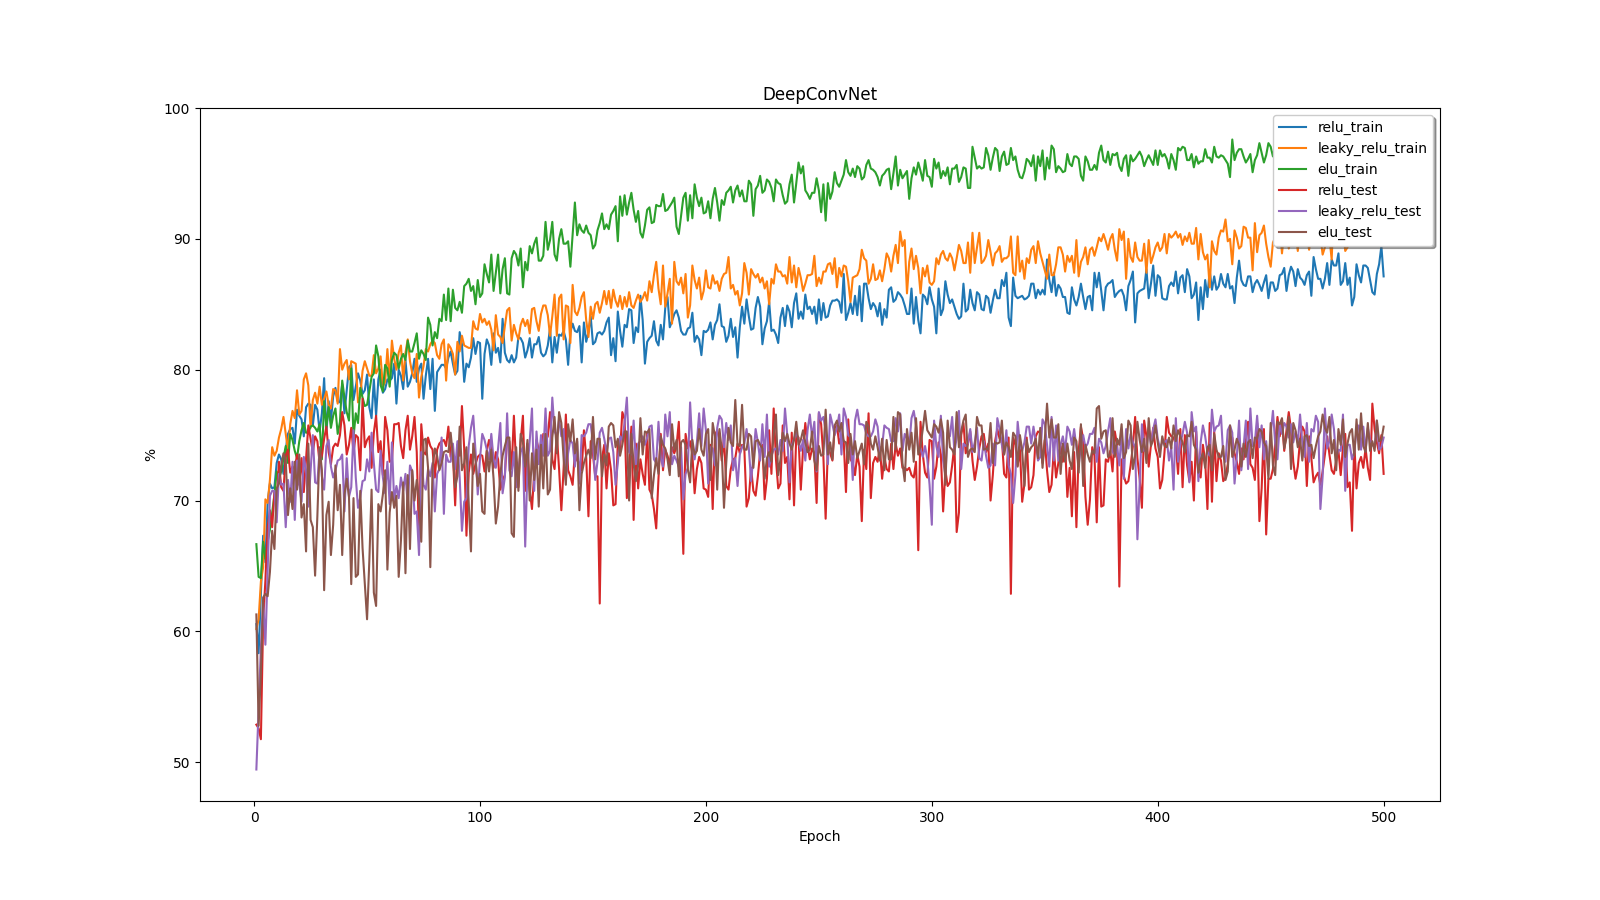 DeepConvNet
100
90
80
70
60
50
%
0 100 200 300 400 500
Epoch
relu_train
leaky_relu_train
elu_train
relu_test
leaky_relu_test
elu_test